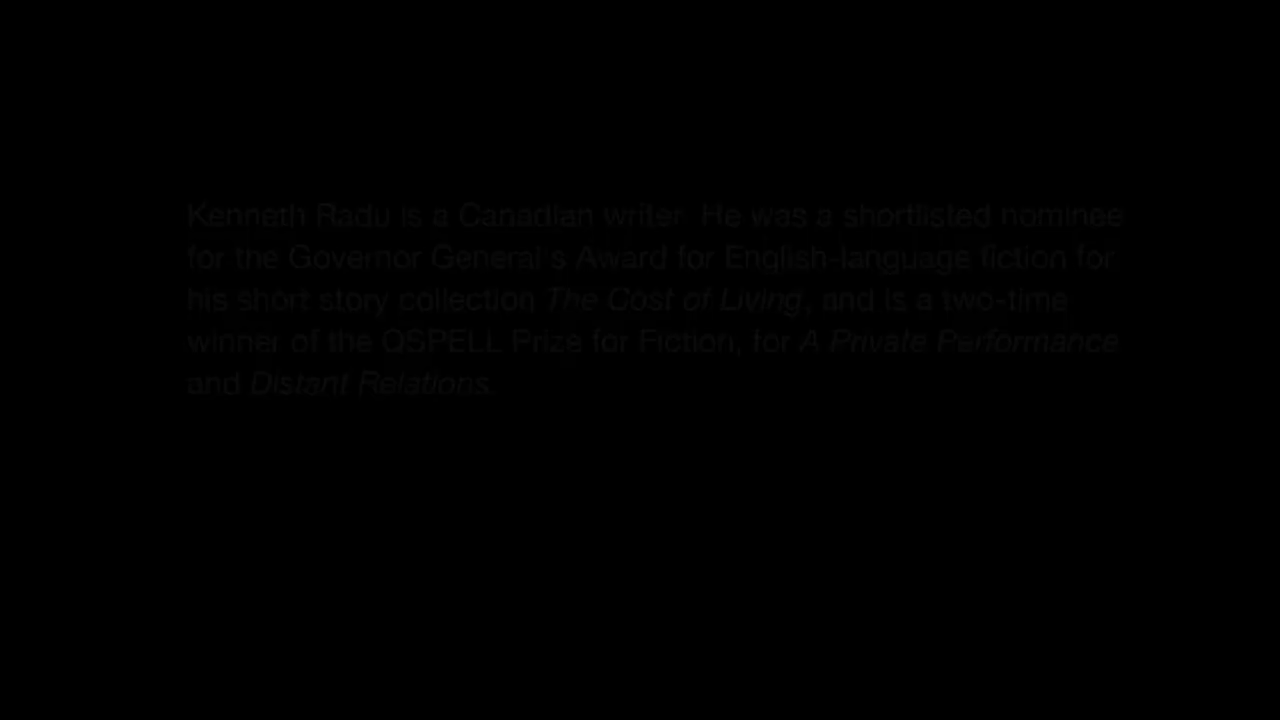 Kenneth Radu is a Canadian writer. He was a shortlisted nominee
for the Governor General's Award for English-language fiction for
his short story collection The Cost of Living, and is a two-time
winner of the QSPELL Prize for Fiction, for A Private Performance
and Distant Relations.